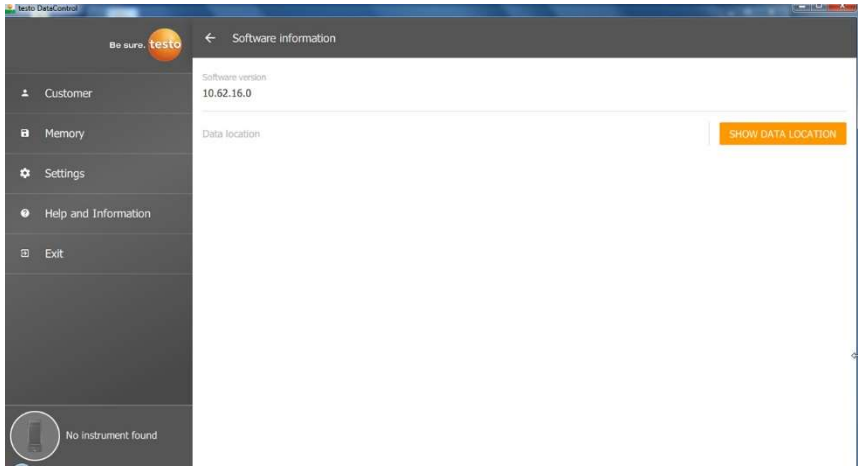 testo DataControl
Be sure. testo
Customer
Memory
Settings
Help and Information
Exit
No instrument found
Software information
Software version
10.62.16.0
Data location
SHOW DATA LOCATION